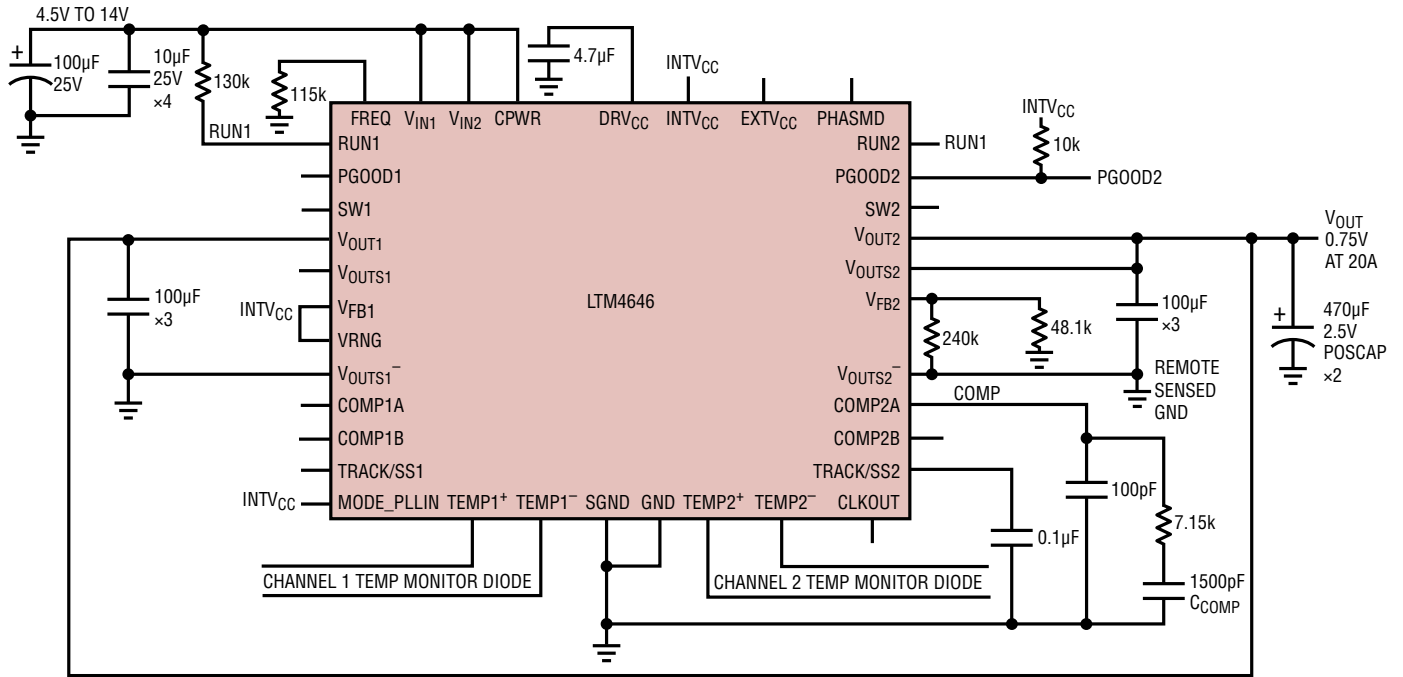 4.5V TO 14V
100µF
25V
10µF
25V
×4
130k
115k
4.7µF
INTVCC
INTVCC
10k
RUN1
FREQ
VIN1
VIN2
CPWR
DRVCC
INTVCC
EXTVCC
PHASMD
RUN1
RUN2
RUN1
PGOOD1
PGOOD2
PGOOD2
SW1
SW2
VOUT1
VOUT2
VOUT
0.75V
AT 20A
VOUTS1
VOUTS2
100µF
×3
INTVCC
VFB1
LTM4646
VFB2
VRNG
240k
48.1k
100µF
×3
470µF
2.5V
POSCAP
×2
VOUTS1–
VOUTS2–
REMOTE
SENSED
GND
COMP1A
COMP2A
COMP
COMP1B
COMP2B
TRACK/SS1
TRACK/SS2
INTVCC
MODE_PLLIN
TEMP1+
TEMP1–
SGND
GND
TEMP2+
TEMP2–
CLKOUT
100pF
7.15k
0.1µF
CHANNEL 1 TEMP MONITOR DIODE
CHANNEL 2 TEMP MONITOR DIODE
1500pF
CCOMP